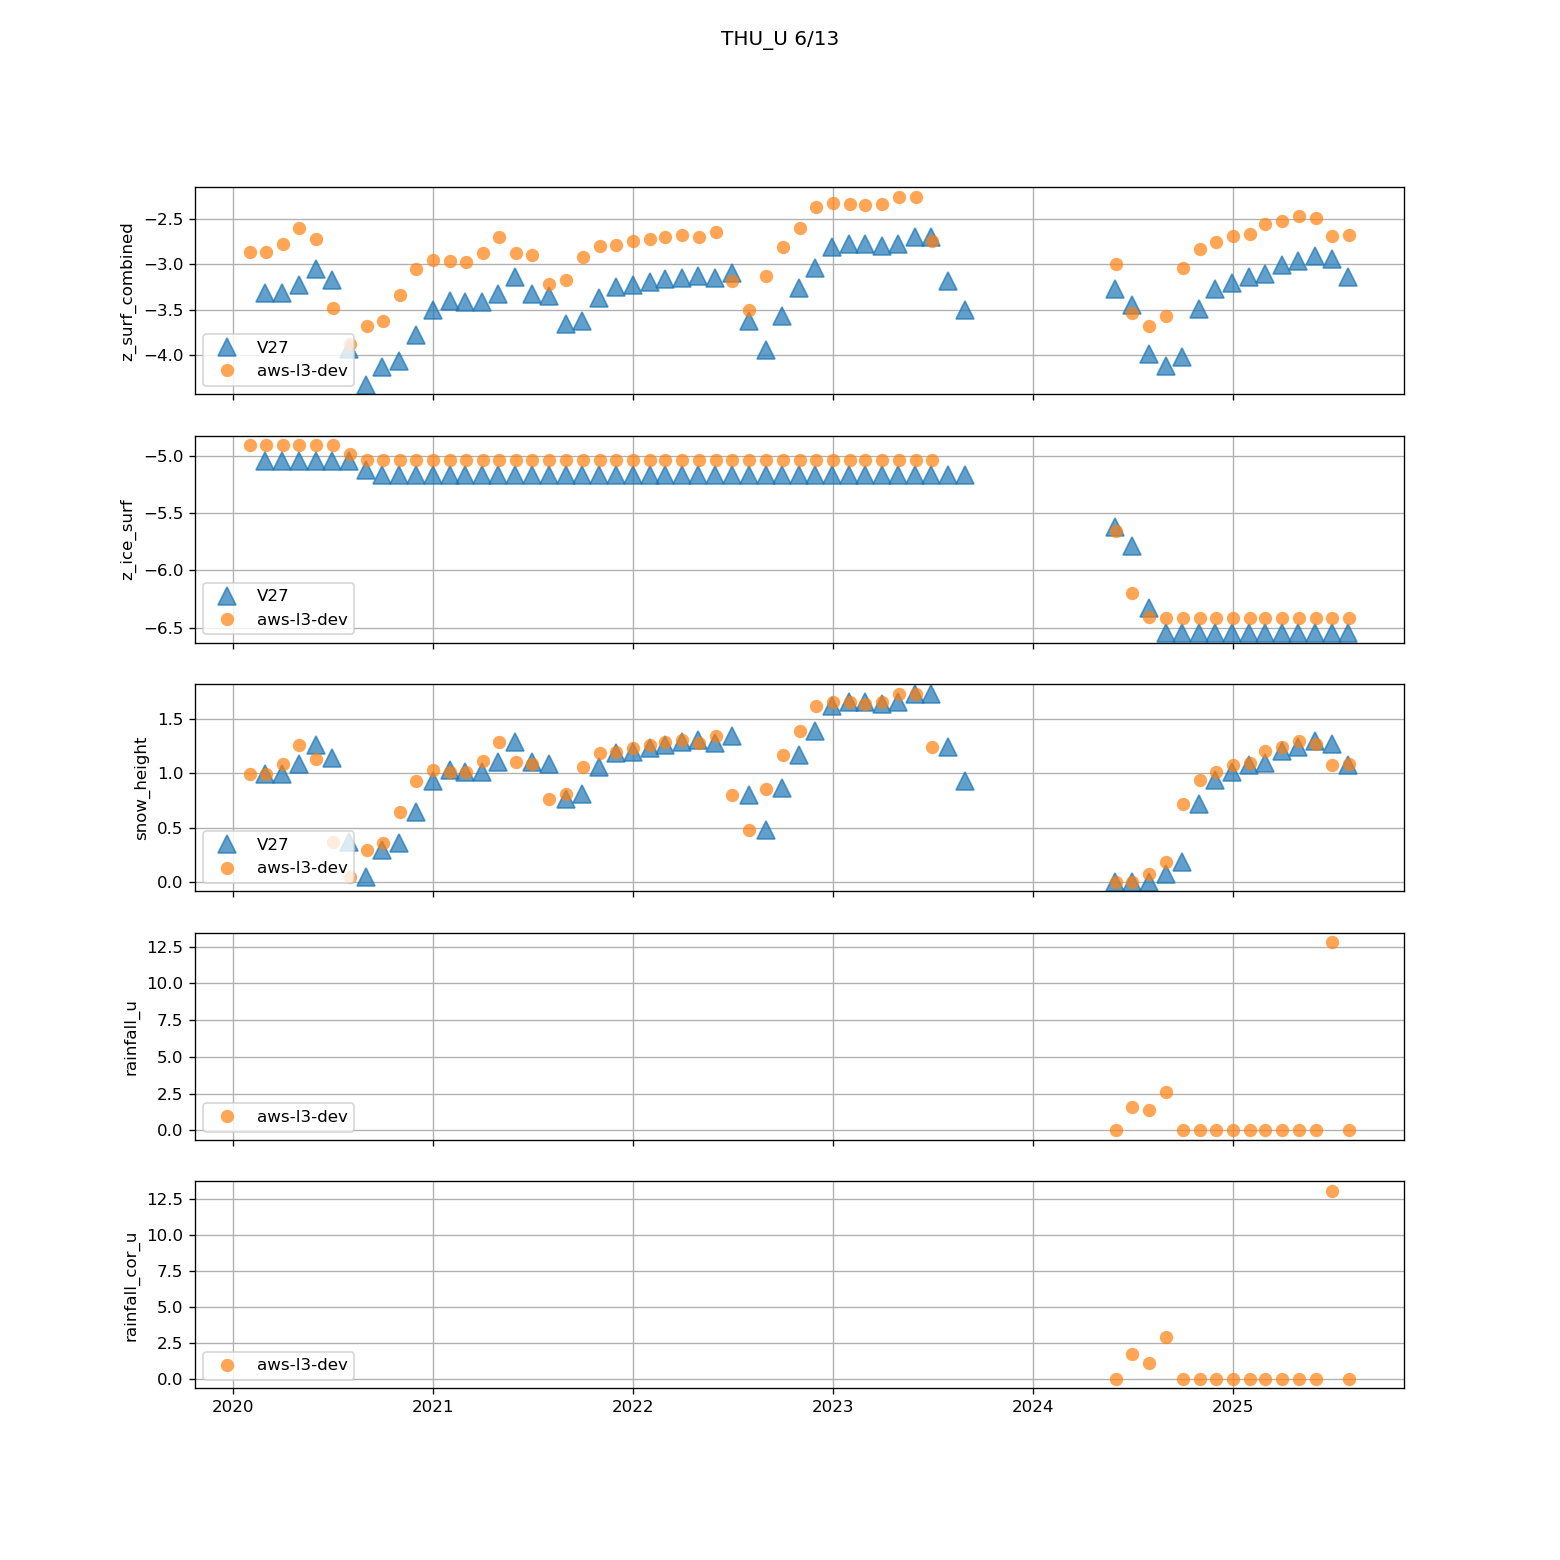 THU_U 6/13
z_surf_combined
−2.5
−3.0
−3.5
−4.0
V27
aws-l3-dev
z_ice_surf
−5.0
−5.5
−6.0
−6.5
V27
aws-l3-dev
snow_height
1.5
1.0
0.5
0.0
V27
aws-l3-dev
rainfall_u
12.5
10.0
7.5
5.0
2.5
0.0
aws-l3-dev
rainfall_cor_u
12.5
10.0
7.5
5.0
2.5
0.0
aws-l3-dev
2020 2021 2022 2023 2024 2025